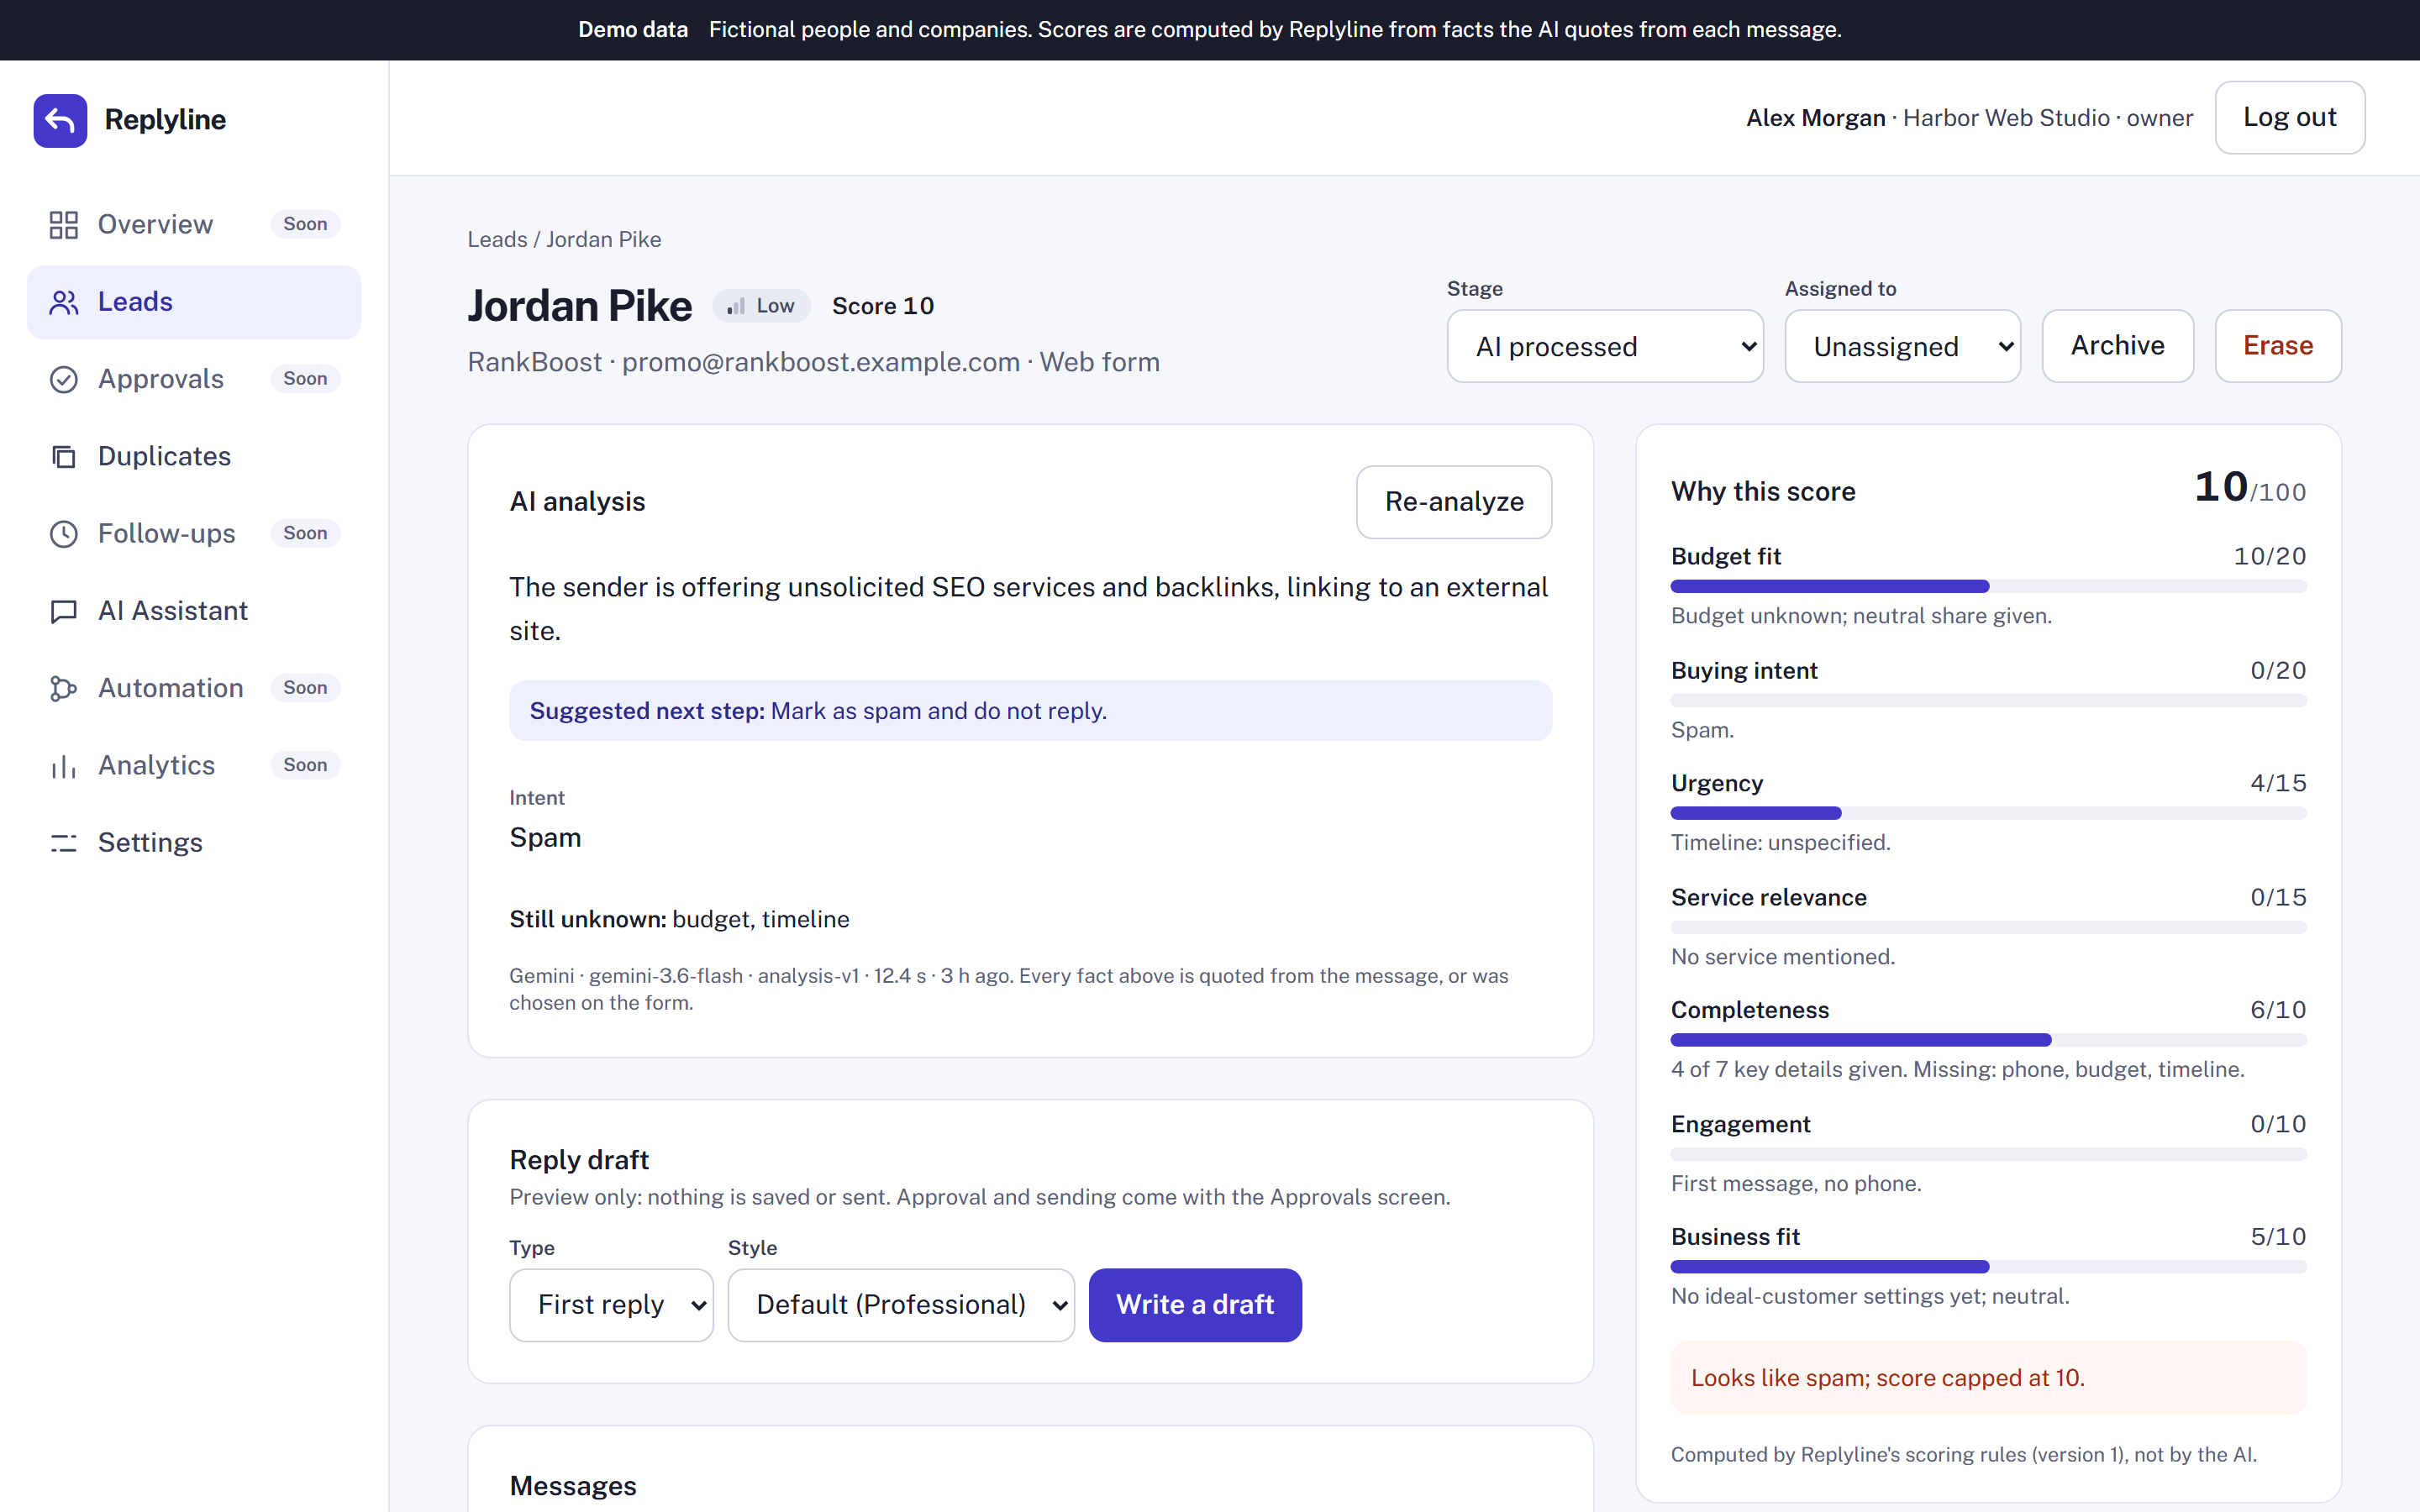 Demo data Fictional people and companies. Scores are computed by Replyline from facts the AI quotes from each message.
Replyline
Alex Morgan · Harbor Web Studio · owner
Log out
Overview Soon
Leads
Approvals Soon
Duplicates
Follow-ups Soon
AI Assistant
Automation Soon
Analytics Soon
Settings
Leads / Jordan Pike
Jordan Pike Low Score 10
RankBoost · promo@rankboost.example.com · Web form
Stage
AI processed
Assigned to
Unassigned
Archive
Erase
AI analysis
Re-analyze
The sender is offering unsolicited SEO services and backlinks, linking to an external
site.
Suggested next step: Mark as spam and do not reply.
Intent
Spam
Still unknown: budget, timeline
Gemini · gemini-3.6-flash · analysis-v1 · 12.4 s · 3 h ago. Every fact above is quoted from the message, or was
chosen on the form.
Reply draft
Preview only: nothing is saved or sent. Approval and sending come with the Approvals screen.
Type
First reply
Style
Default (Professional)
Write a draft
Messages
Why this score 10/100
Budget fit 10/20
Budget unknown; neutral share given.
Buying intent 0/20
Spam.
Urgency 4/15
Timeline: unspecified.
Service relevance 0/15
No service mentioned.
Completeness 6/10
4 of 7 key details given. Missing: phone, budget, timeline.
Engagement 0/10
First message, no phone.
Business fit 5/10
No ideal-customer settings yet; neutral.
Looks like spam; score capped at 10.
Computed by Replyline's scoring rules (version 1), not by the AI.